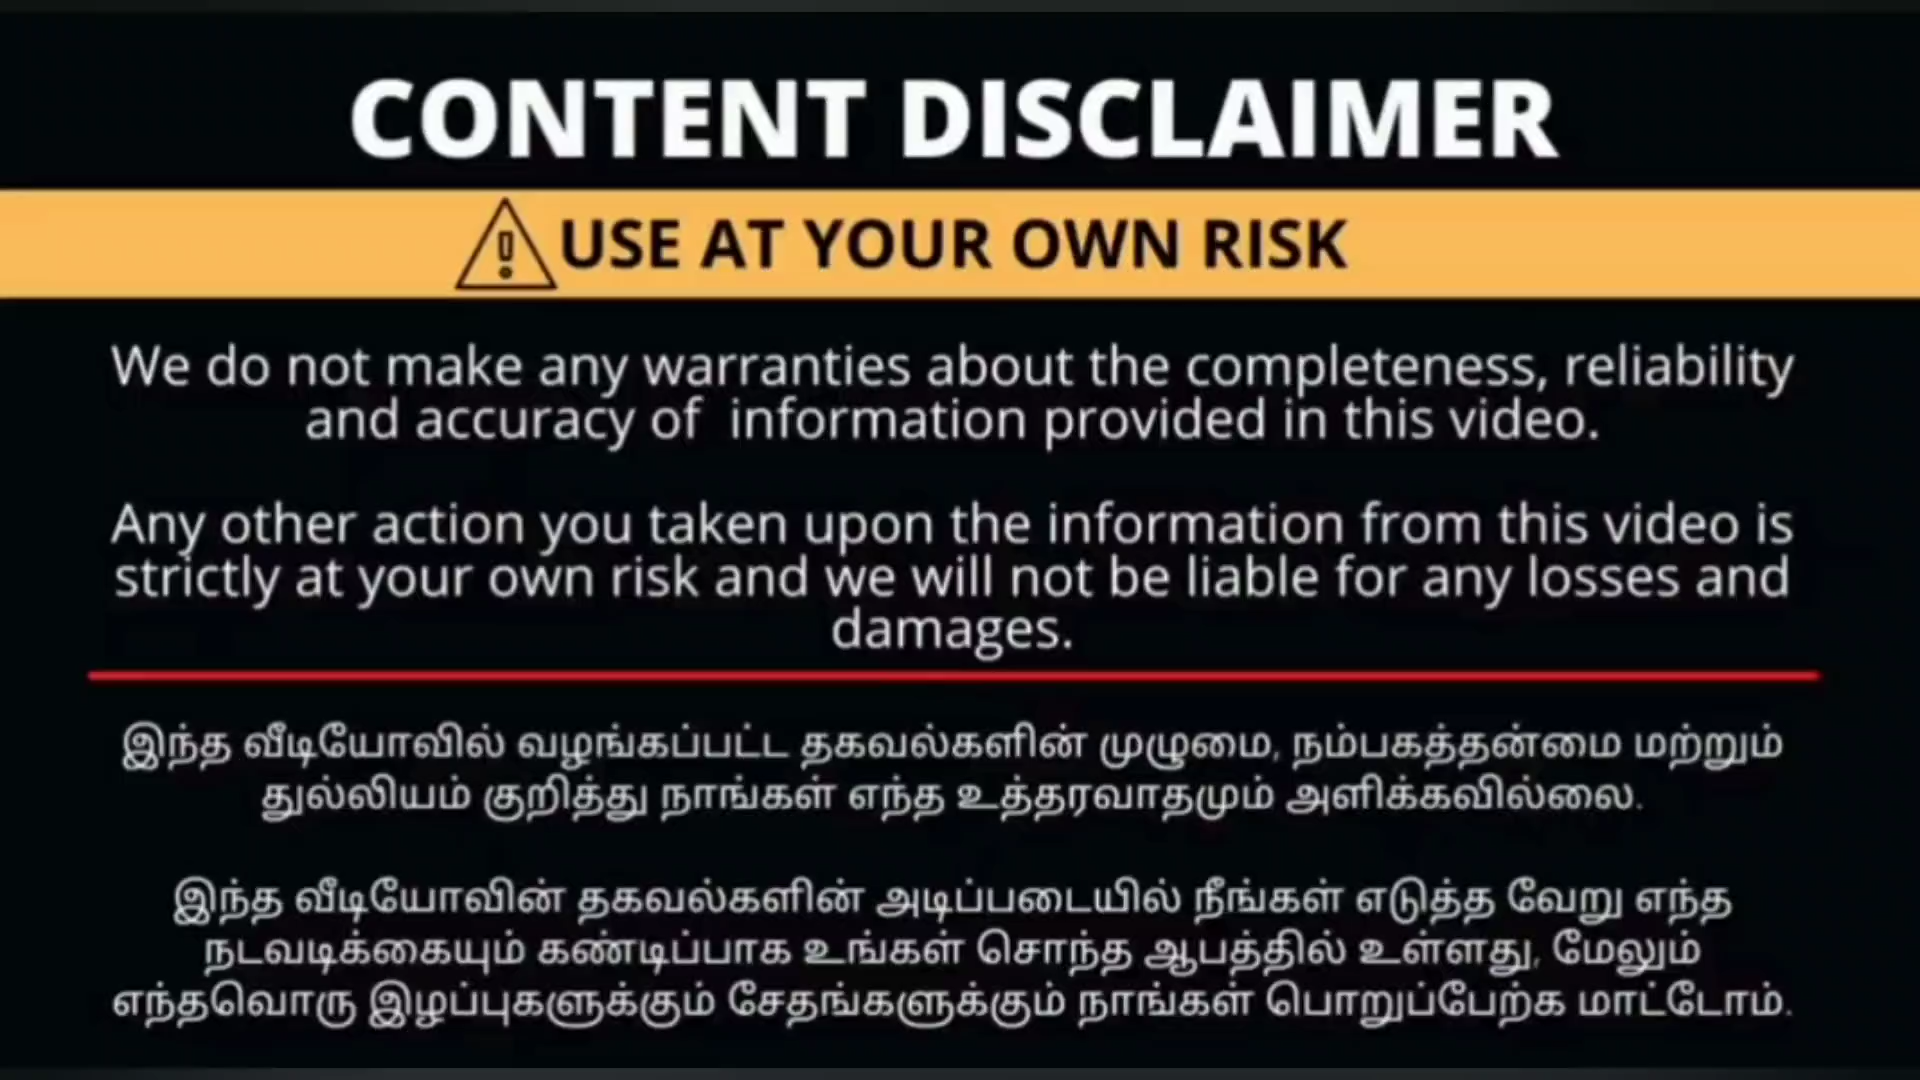 CONTENT DISCLAIMER
USE AT YOUR OWN RISK
We do not make any warranties about the completeness, reliability
and accuracy of information provided in this video.
Any other action you taken upon the information from this video is
strictly at your own risk and we will not be liable for any losses and
damages.
இந்த வீடியோவில் வழங்கப்பட்ட தகவல்களின் முழுமை, நம்பகத்தன்மை மற்றும்
துல்லியம் குறித்து நாங்கள் எந்த உத்தரவாதமும் அளிக்கவில்லை.
இந்த வீடியோவின் தகவல்களின் அடிப்படையில் நீங்கள் எடுத்த வேறு எந்த
நடவடிக்கையும் கண்டிப்பாக உங்கள் சொந்த ஆபத்தில் உள்ளது, மேலும்
எந்தவொரு இழப்புகளுக்கும் சேதங்களுக்கும் நாங்கள் பொறுப்பேற்க மாட்டோம்.